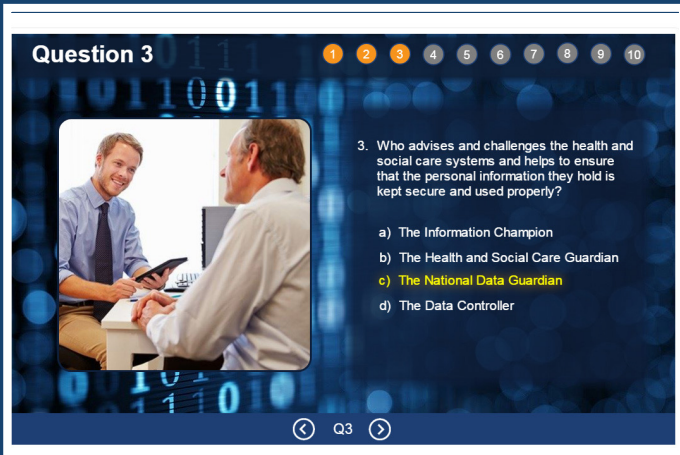 Question 3
1 2 3 4 5 6 7 8 9 10
3. Who advises and challenges the health and
social care systems and helps to ensure
that the personal information they hold is
kept secure and used properly?
a) The Information Champion
b) The Health and Social Care Guardian
c) The National Data Guardian
d) The Data Controller
Q3